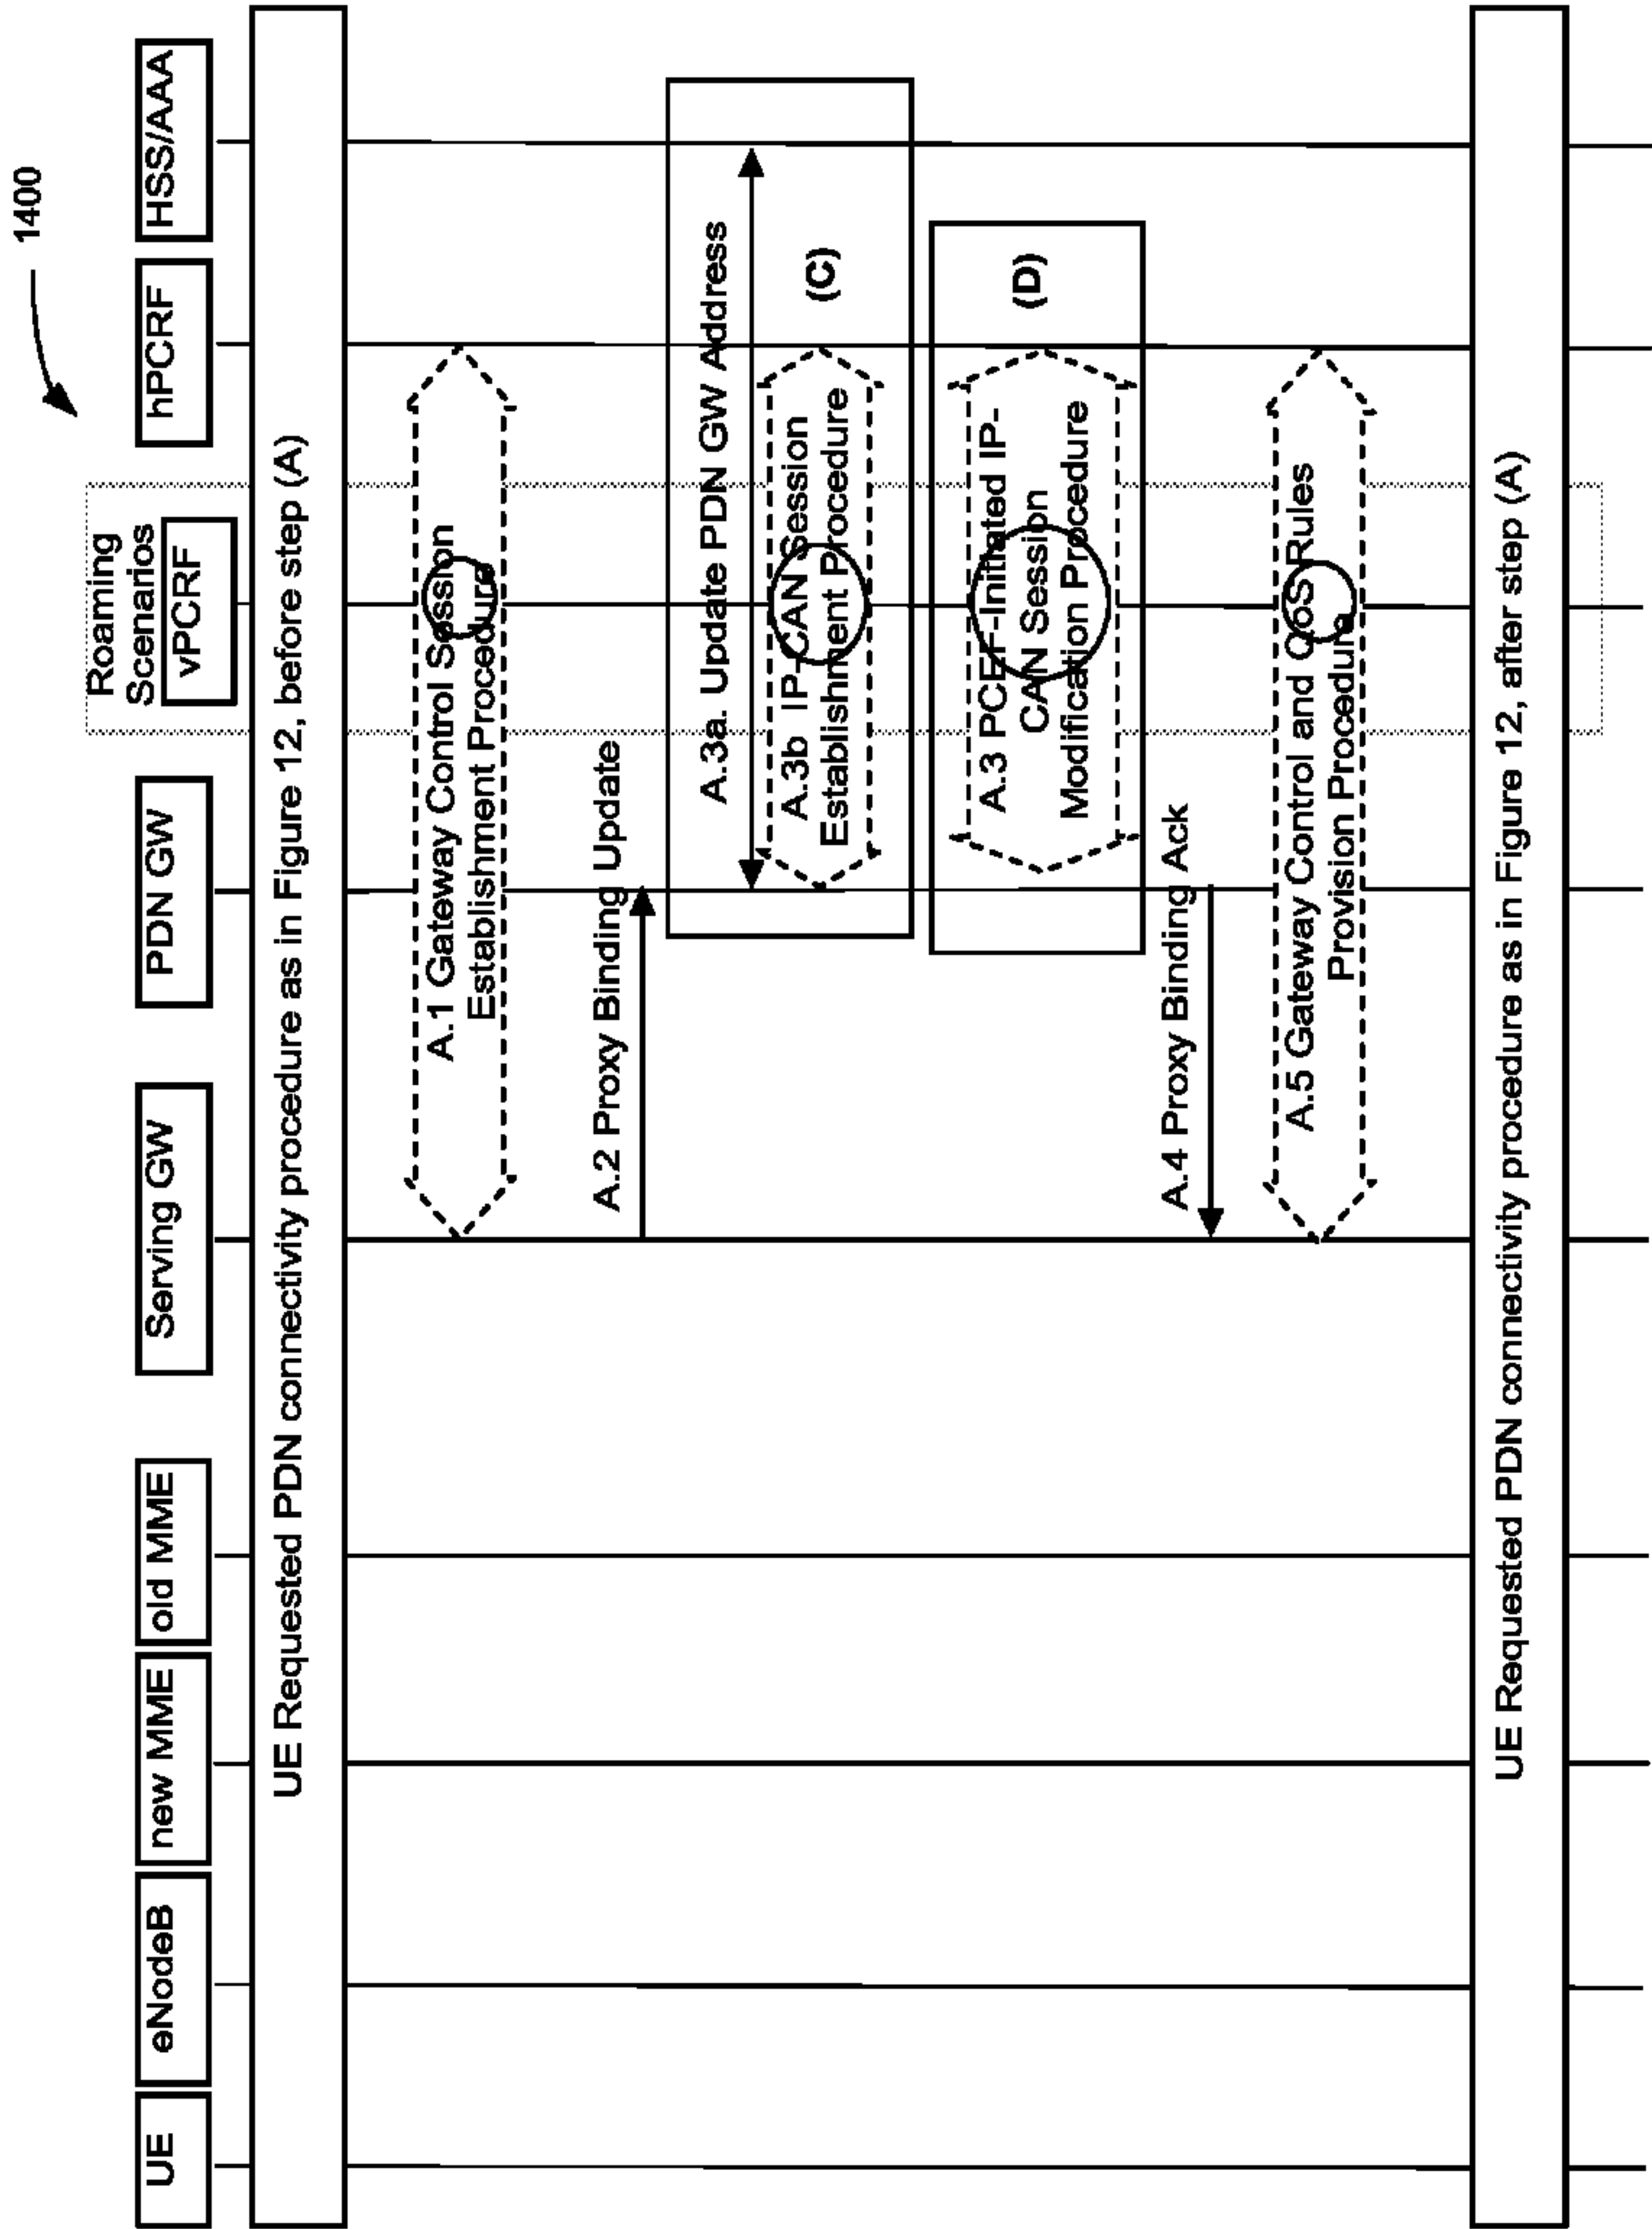 1400
Roaming
Scenarios
UE
eNodeB
new MME
old MME
Serving GW
PDN GW
vPCRF
hPCRF
HSS/AAA
UE Requested PDN connectivity procedure as in Figure 12, before step (A)
A.1 Gateway Control Session
Establishment Procedure
A.2 Proxy Binding Update
A.3a. Update PDN GW Address
A.3b IP-CAN Session
Establishment Procedure
(C)
A.3 PCEF-Initiated IP-
CAN Session
Modification Procedure
(D)
A.4 Proxy Binding Ack
A.5 Gateway Control and QoS Rules
Provision Procedure
UE Requested PDN connectivity procedure as in Figure 12, after step (A)